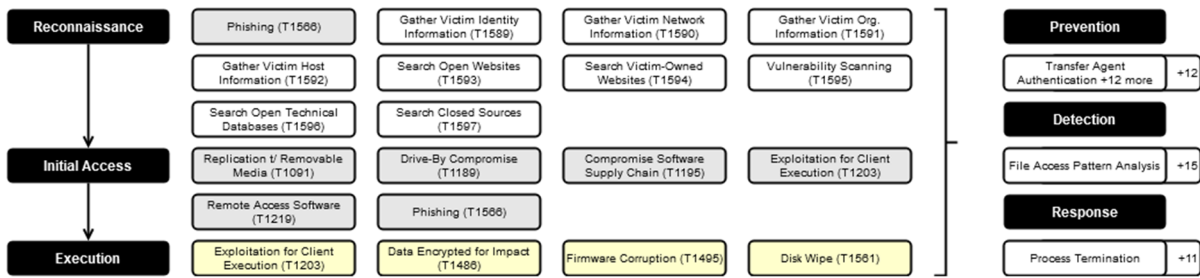 Reconnaissance
Phishing (T1566)
Gather Victim Identity
Information (T1589)
Gather Victim Network
Information (T1590)
Gather Victim Org.
Information (T1591)
Gather Victim Host
Information (T1592)
Search Open Websites
(T1593)
Search Victim-Owned
Websites (T1594)
Vulnerability Scanning
(T1595)
Search Open Technical
Databases (T1596)
Search Closed Sources
(T1597)
Initial Access
Replication t/ Removable
Media (T1091)
Drive-By Compromise
(T1189)
Compromise Software
Supply Chain (T1195)
Exploitation for Client
Execution (T1203)
Remote Access Software
(T1219)
Phishing (T1566)
Execution
Exploitation for Client
Execution (T1203)
Data Encrypted for Impact
(T1486)
Firmware Corruption (T1495)
Disk Wipe (T1561)
Prevention
Transfer Agent
Authentication +12 more
+12
Detection
File Access Pattern Analysis
+15
Response
Process Termination
+11